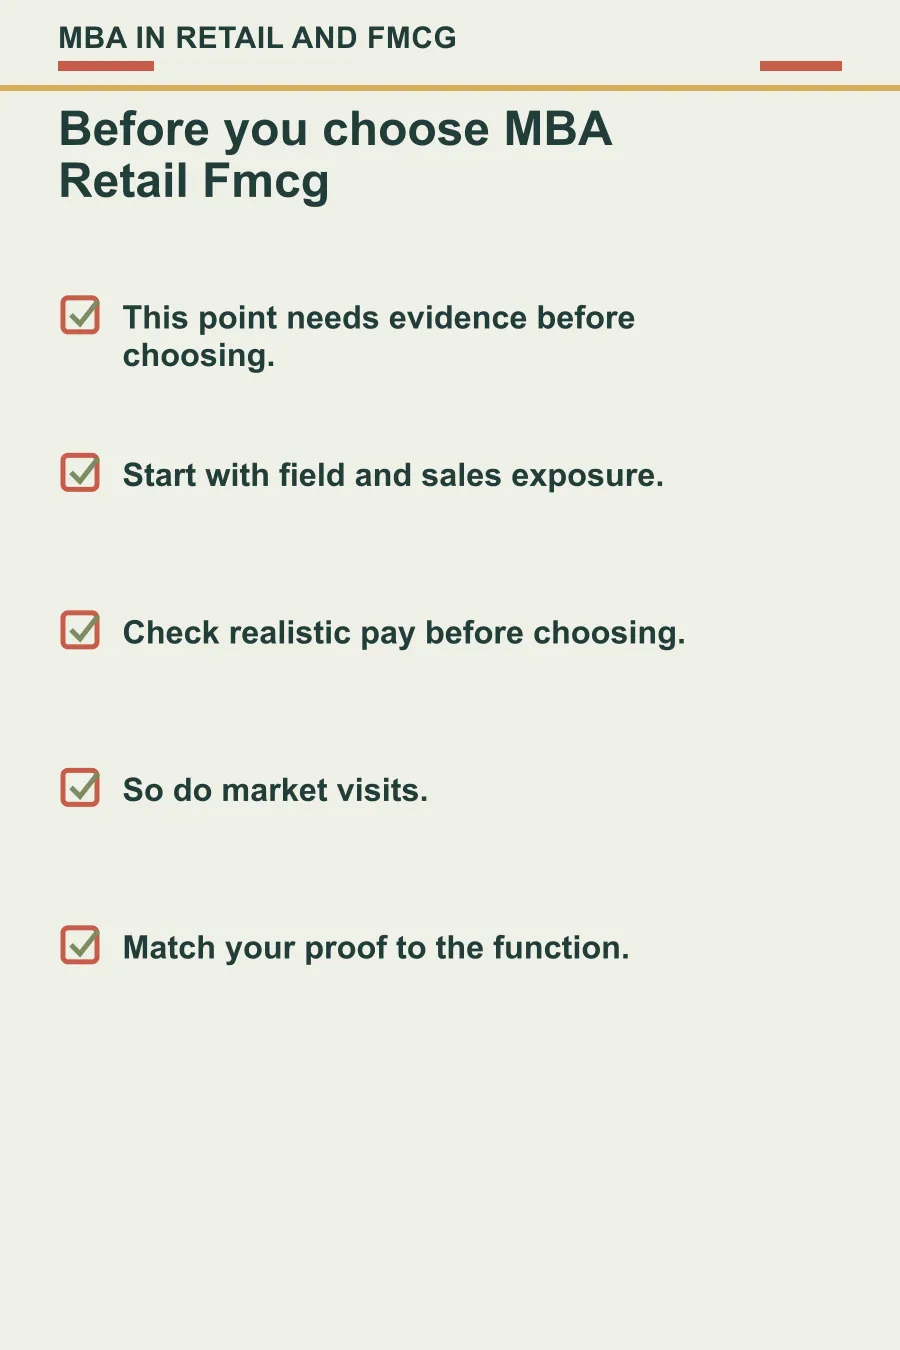 MBA IN RETAIL AND FMCG
Before you choose MBA
Retail Fmcg
This point needs evidence before
choosing.
Start with field and sales exposure.
Check realistic pay before choosing.
So do market visits.
Match your proof to the function.